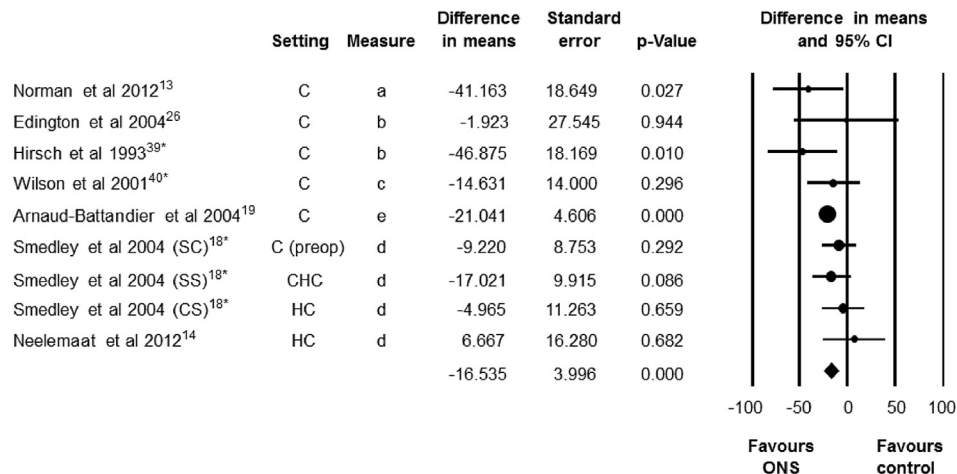 Difference Standard Difference in means
Setting Measure in means error p-Value and 95% CI
Norman et al 2012¹³ C a -41.163 18.649 0.027
Edington et al 2004²⁶ C b -1.923 27.545 0.944
Hirsch et al 1993³⁹* C b -46.875 18.169 0.010
Wilson et al 2001⁴⁰* C c -14.631 14.000 0.296
Arnaud-Battandier et al 2004¹⁹ C e -21.041 4.606 0.000
Smedley et al 2004 (SC)¹⁸* C (preop) d -9.220 8.753 0.292
Smedley et al 2004 (SS)¹⁸* CHC d -17.021 9.915 0.086
Smedley et al 2004 (CS)¹⁸* HC d -4.965 11.263 0.659
Neelemaat et al 2012¹⁴ HC d 6.667 16.280 0.682
-16.535 3.996 0.000
-100 -50 0 50 100
Favours Favours
ONS control